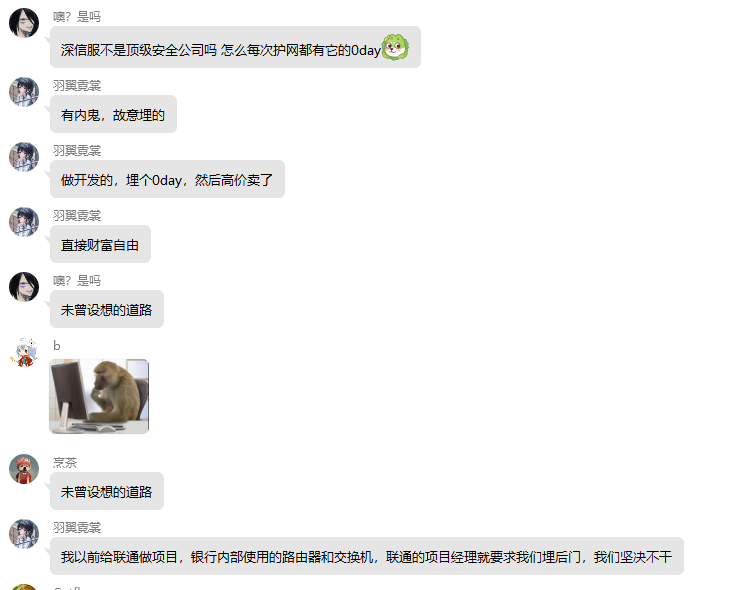 噢？是吗
深信服不是顶级安全公司吗 怎么每次护网都有它的0day
羽翼霓裳
有内鬼，故意埋的
羽翼霓裳
做开发的，埋个0day，然后高价卖了
羽翼霓裳
直接财富自由
噢？是吗
未曾设想的道路
b
烹茶
未曾设想的道路
羽翼霓裳
我以前给联通做项目，银行内部使用的路由器和交换机，联通的项目经理就要求我们埋后门，我们坚决不干